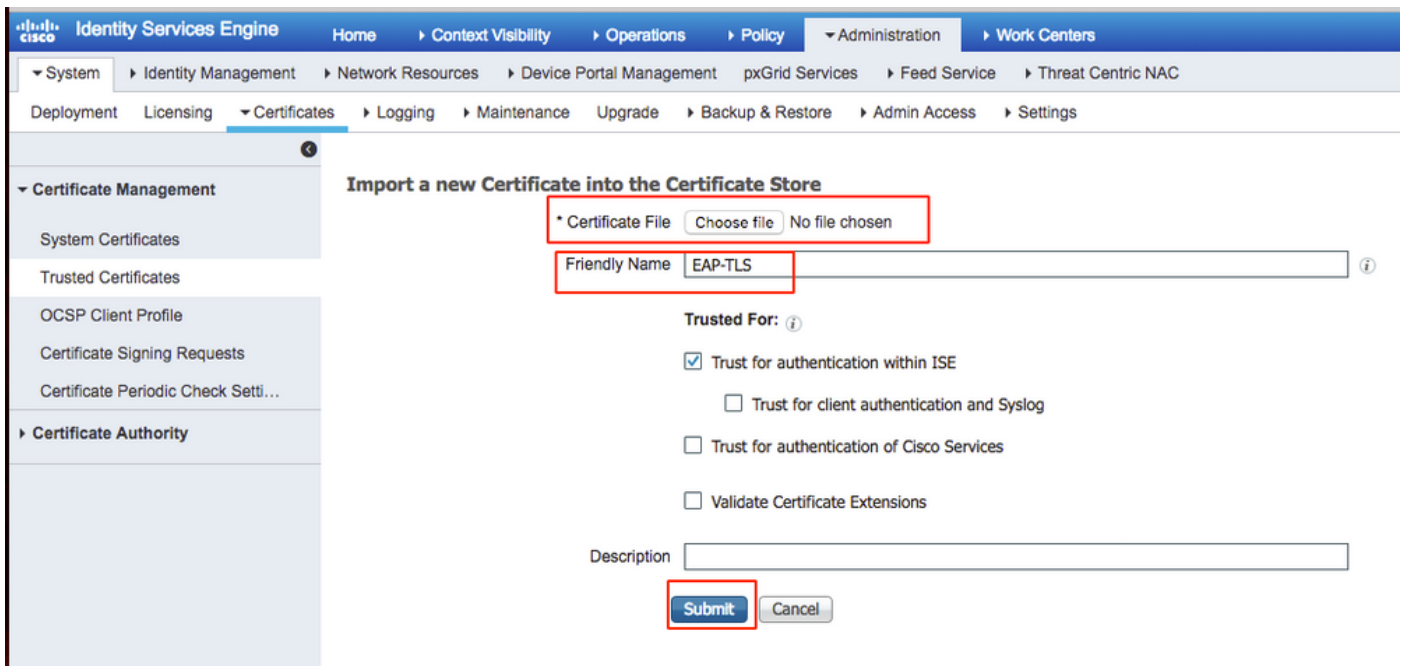 cisco Identity Services Engine Home Context Visibility Operations Policy Administration Work Centers
System Identity Management Network Resources Device Portal Management pxGrid Services Feed Service Threat Centric NAC
Deployment Licensing Certificates Logging Maintenance Upgrade Backup & Restore Admin Access Settings
Certificate Management
System Certificates
Trusted Certificates
OCSP Client Profile
Certificate Signing Requests
Certificate Periodic Check Setti...
Certificate Authority
Import a new Certificate into the Certificate Store
* Certificate File Choose file No file chosen
Friendly Name EAP-TLS
Trusted For:
Trust for authentication within ISE
Trust for client authentication and Syslog
Trust for authentication of Cisco Services
Validate Certificate Extensions
Description
Submit Cancel